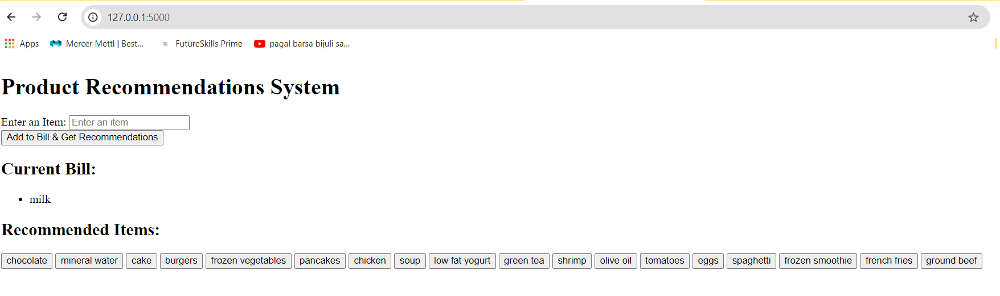 127.0.0.1:5000
Apps Mercer Mettl | Best... FutureSkills Prime pagal barsa bijuli sa...
Product Recommendations System
Enter an Item: Enter an item
Add to Bill & Get Recommendations
Current Bill:
• milk
Recommended Items:
chocolate mineral water cake burgers frozen vegetables pancakes chicken soup low fat yogurt green tea shrimp olive oil tomatoes eggs spaghetti frozen smoothie french fries ground beef